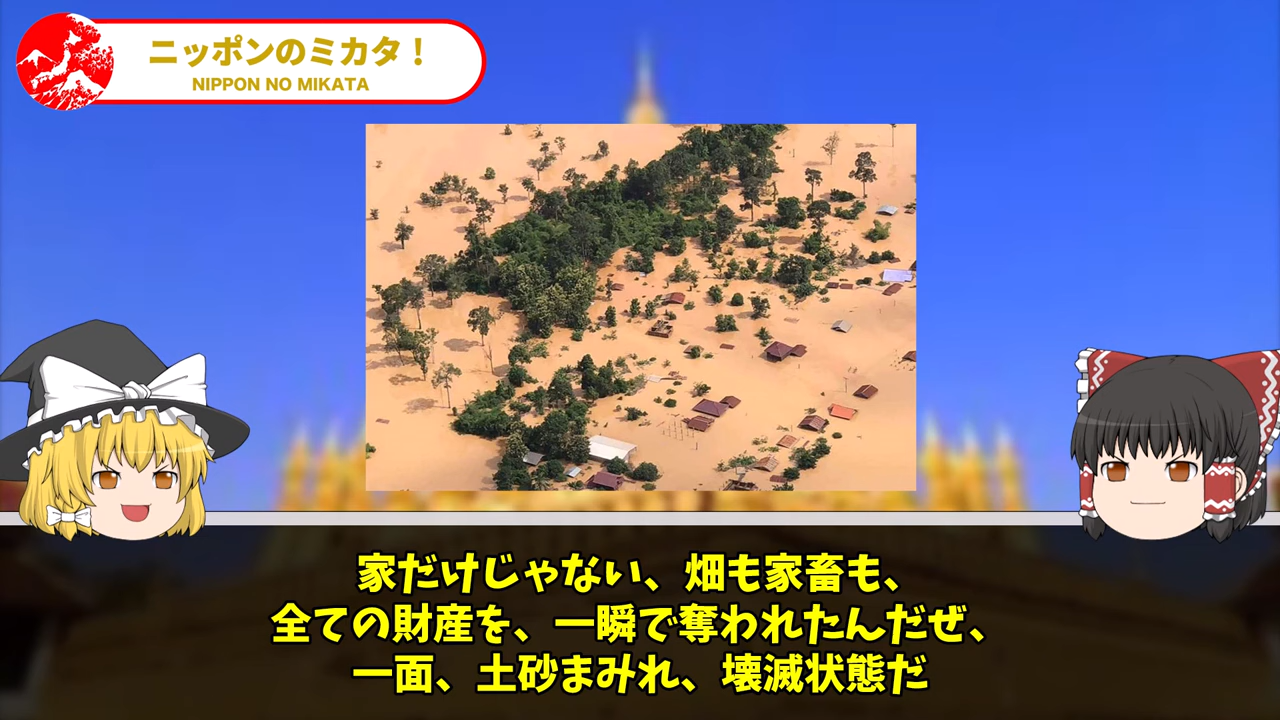 ニッポンのミカタ！
NIPPON NO MIKATA
家だけじゃない、畑も家畜も、
全ての財産を、一瞬で奪われたんだぜ、
一面、土砂まみれ、壊滅状態だ